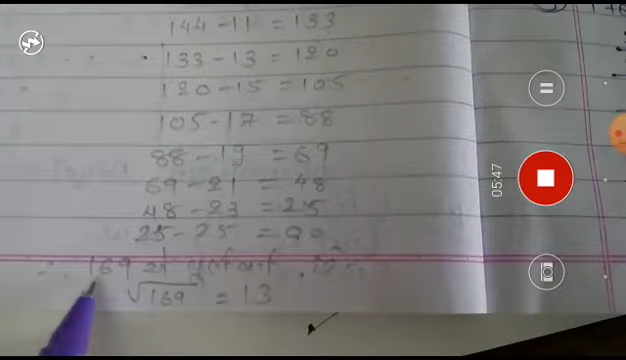 144 - 11 = 133
133 - 13 = 120
120 - 15 = 105
105 - 17 = 88
88 - 19 = 69
69 - 21 = 48
48 - 23 = 25
25 - 25 = 00
∴ 169
√169 = 13
05:47